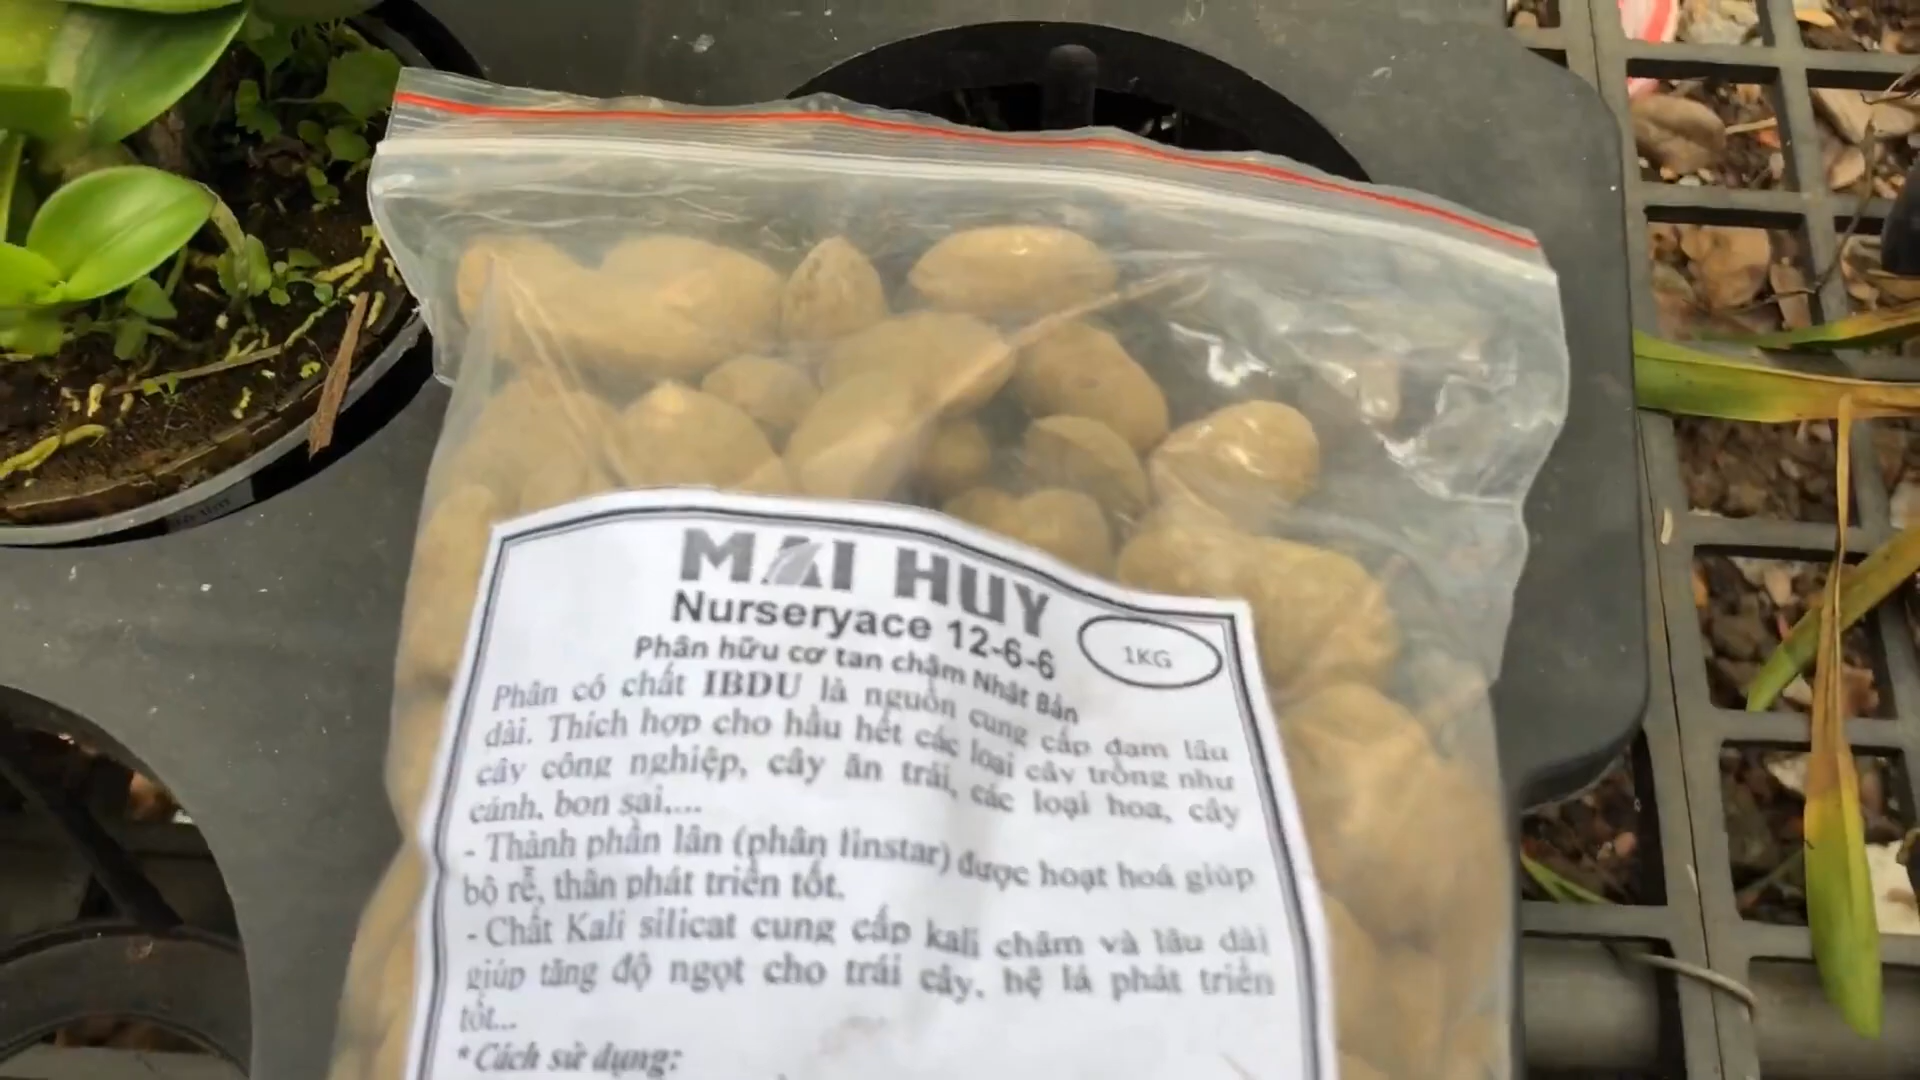 MAI HUY
Nurseryace 12-6-6
1KG
Phân hữu cơ tan chậm Nhật Bản
Phân có chất IBDU là nguồn cung cấp đạm lâu
dài. Thích hợp cho hầu hết các loại cây trồng như
cây công nghiệp, cây ăn trái, các loại hoa, cây
cảnh, bon sai,...
- Thành phần lân (phân linstar) được hoạt hoá giúp
bộ rễ, thân phát triển tốt.
- Chất Kali silicat cung cấp kali chậm và lâu dài
giúp tăng độ ngọt cho trái cây, hệ lá phát triển
tốt...
* Cách sử dụng: